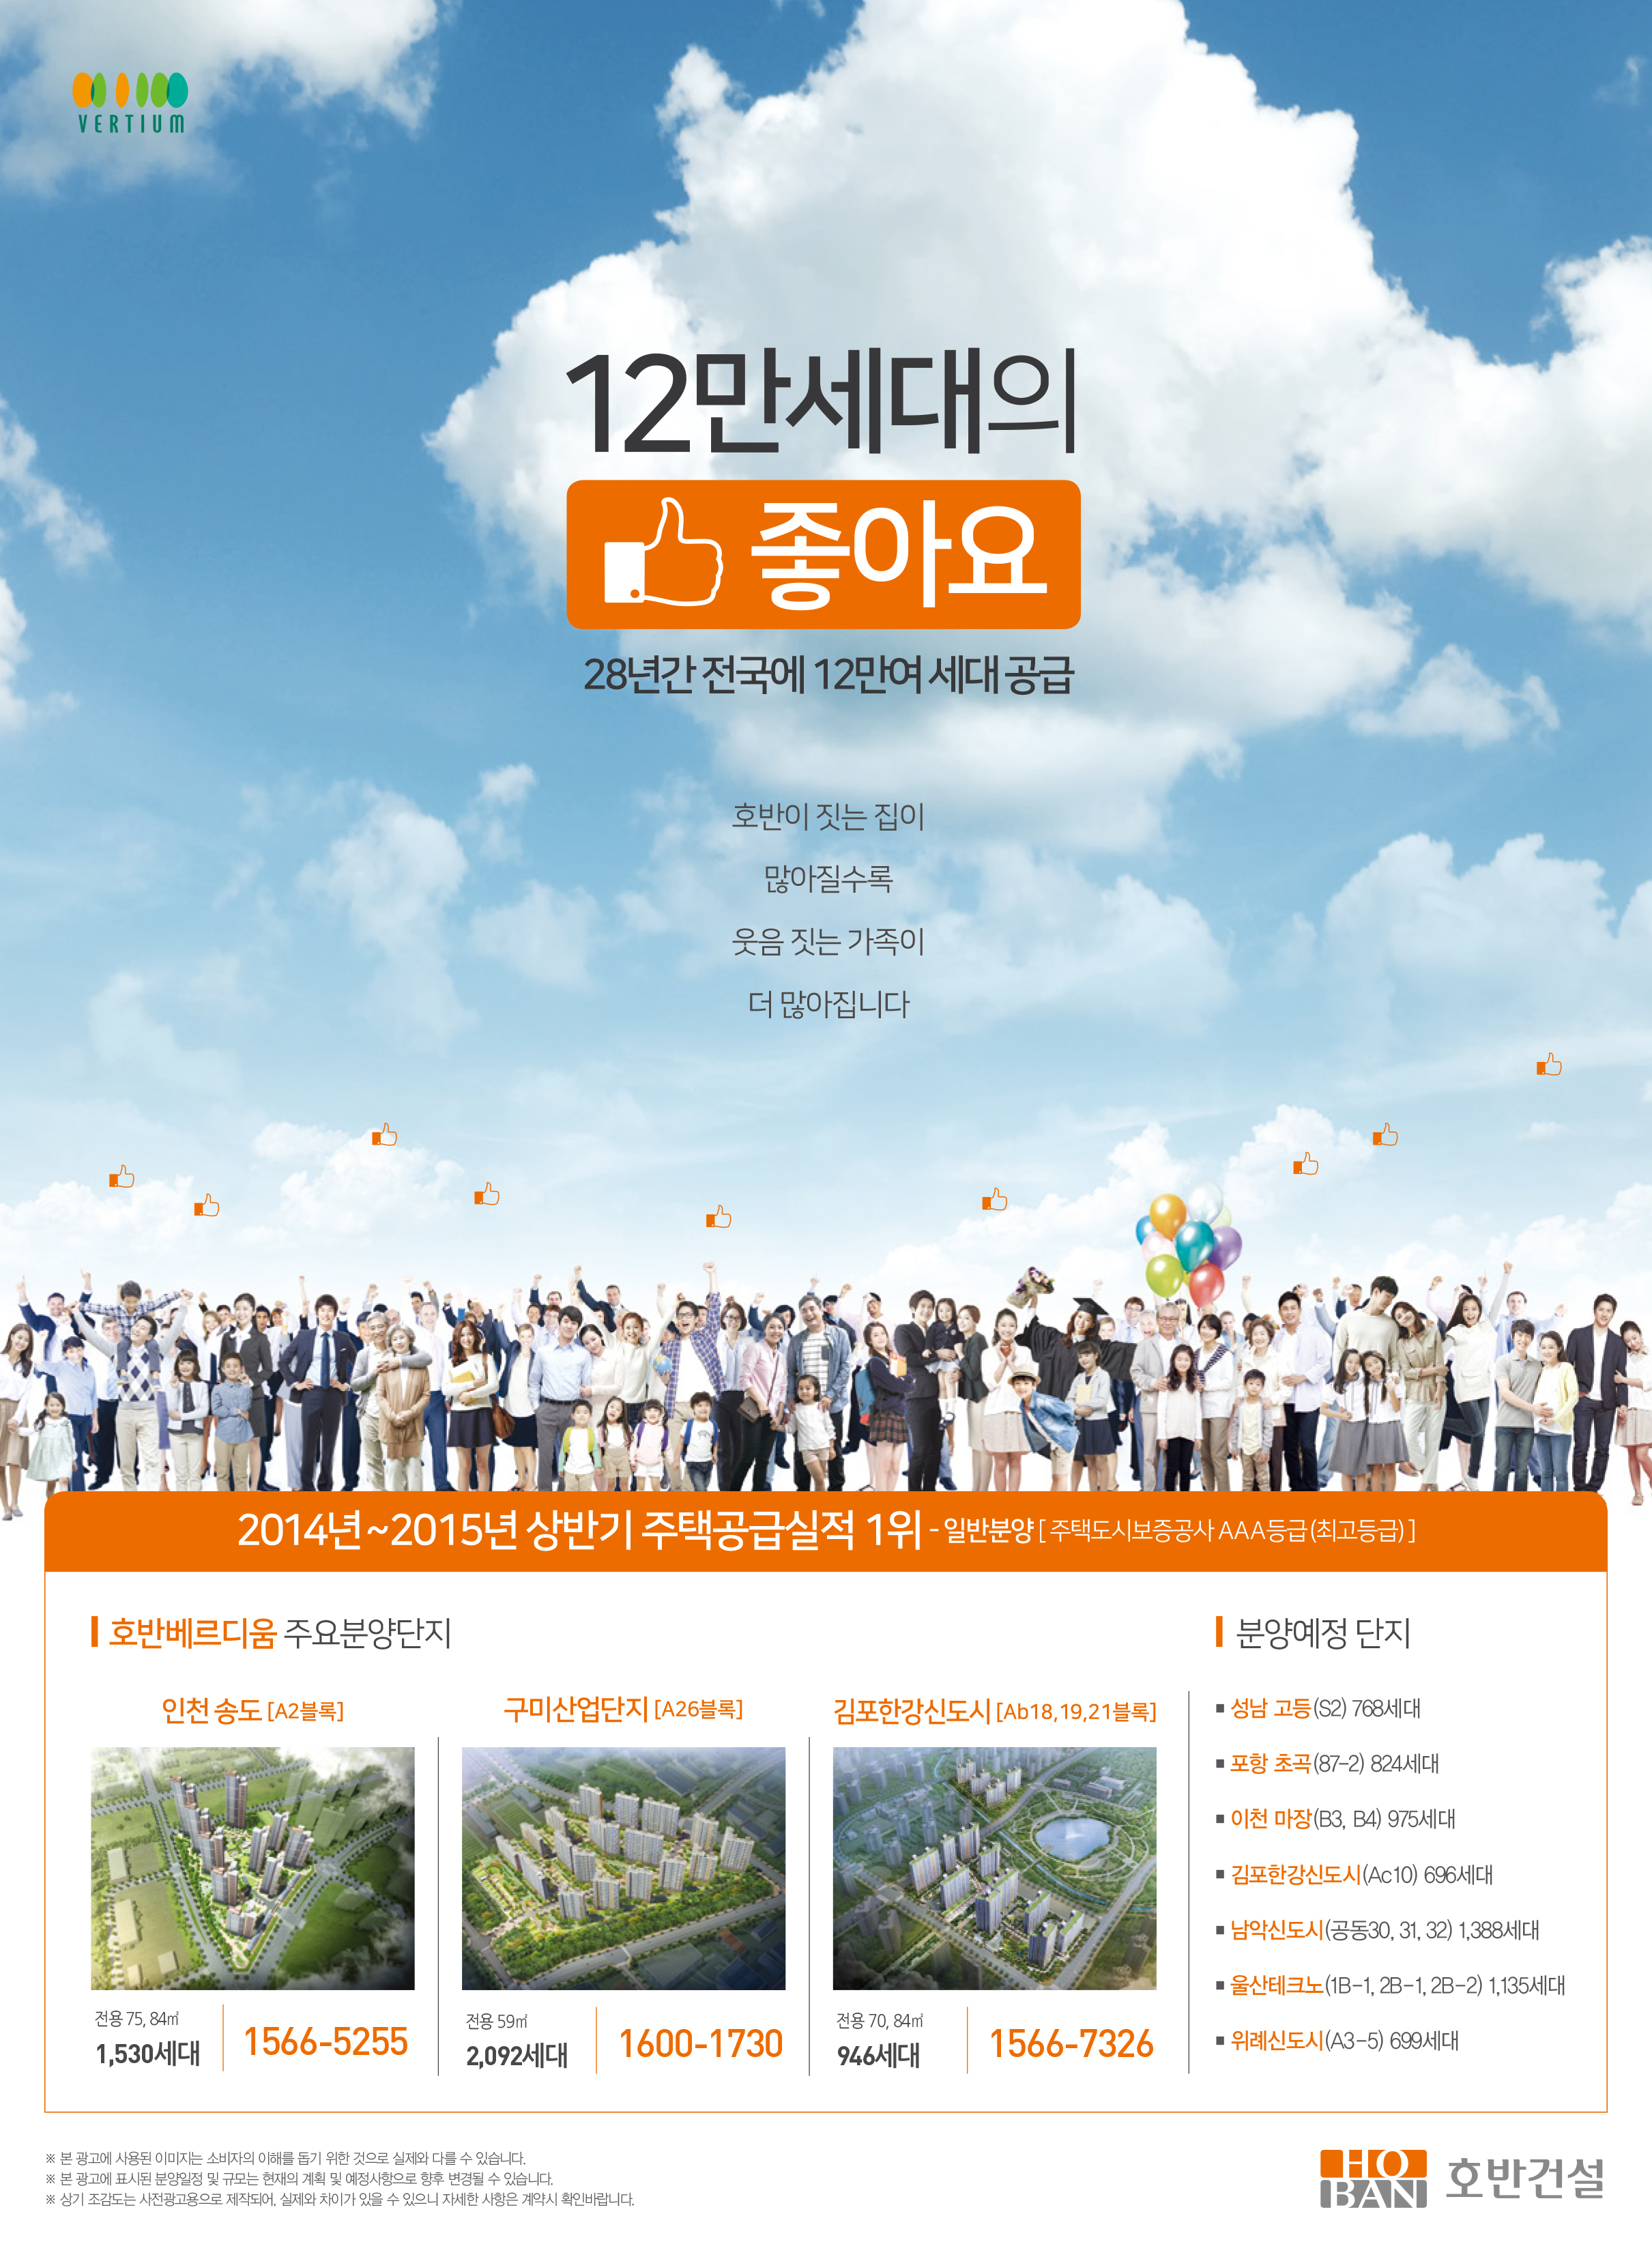 VERTIUM
12만세대의
좋아요
28년간 전국에 12만여 세대 공급
호반이 짓는 집이
많아질수록
웃음 짓는 가족이
더 많아집니다
2014년~2015년 상반기 주택공급실적 1위 - 일반분양 [ 주택도시보증공사 AAA등급(최고등급) ]
호반베르디움 주요분양단지
인천 송도 [A2블록]
전용 75, 84㎡
1,530세대
1566-5255
구미산업단지 [A26블록]
전용 59㎡
2,092세대
1600-1730
김포한강신도시 [Ab18,19,21블록]
전용 70, 84㎡
946세대
1566-7326
분양예정 단지
■ 성남 고등(S2) 768세대
■ 포항 초곡(87-2) 824세대
■ 이천 마장(B3, B4) 975세대
■ 김포한강신도시(Ac10) 696세대
■ 남악신도시(공동30, 31, 32) 1,388세대
■ 울산테크노(1B-1, 2B-1, 2B-2) 1,135세대
■ 위례신도시(A3-5) 699세대
※ 본 광고에 사용된 이미지는 소비자의 이해를 돕기 위한 것으로 실제와 다를 수 있습니다.
※ 본 광고에 표시된 분양일정 및 규모는 현재의 계획 및 예정사항으로 향후 변경될 수 있습니다.
※ 상기 조감도는 사전광고용으로 제작되어, 실제와 차이가 있을 수 있으니 자세한 사항은 계약시 확인바랍니다.
HO
BAN
호반건설